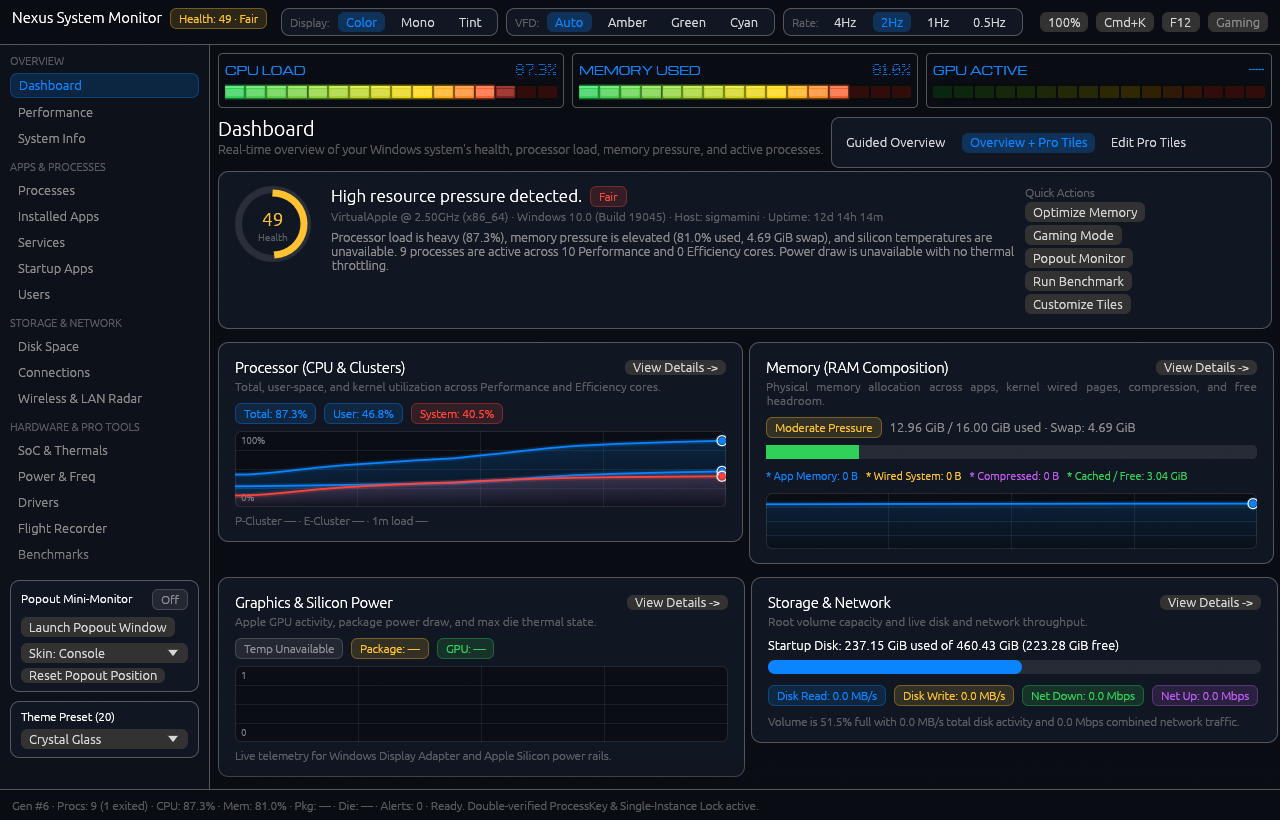 Nexus System Monitor
Health: 49 · Fair
Display: Color Mono Tint
VFD: Auto Amber Green Cyan
Rate: 4Hz 2Hz 1Hz 0.5Hz
100% Cmd+K F12 Gaming
OVERVIEW
Dashboard
Performance
System Info
APPS & PROCESSES
Processes
Installed Apps
Services
Startup Apps
Users
STORAGE & NETWORK
Disk Space
Connections
Wireless & LAN Radar
HARDWARE & PRO TOOLS
SoC & Thermals
Power & Freq
Drivers
Flight Recorder
Benchmarks
Popout Mini-Monitor Off
Launch Popout Window
Skin: Console
Reset Popout Position
Theme Preset (20)
Crystal Glass
CPU LOAD 87.3%
MEMORY USED 81.0%
GPU ACTIVE —
Dashboard
Real-time overview of your Windows system's health, processor load, memory pressure, and active processes.
Guided Overview Overview + Pro Tiles Edit Pro Tiles
49
Health
High resource pressure detected. Fair
VirtualApple @ 2.50GHz (x86_64) · Windows 10.0 (Build 19045) · Host: sigmamini · Uptime: 12d 14h 14m
Processor load is heavy (87.3%), memory pressure is elevated (81.0% used, 4.69 GiB swap), and silicon temperatures are
unavailable. 9 processes are active across 10 Performance and 0 Efficiency cores. Power draw is unavailable with no thermal
throttling.
Quick Actions
Optimize Memory
Gaming Mode
Popout Monitor
Run Benchmark
Customize Tiles
Processor (CPU & Clusters) View Details ->
Total, user-space, and kernel utilization across Performance and Efficiency cores.
Total: 87.3% User: 46.8% System: 40.5%
100%
0%
P-Cluster — · E-Cluster — · 1m load —
Memory (RAM Composition) View Details ->
Physical memory allocation across apps, kernel wired pages, compression, and free
headroom.
Moderate Pressure 12.96 GiB / 16.00 GiB used · Swap: 4.69 GiB
* App Memory: 0 B * Wired System: 0 B * Compressed: 0 B * Cached / Free: 3.04 GiB
Graphics & Silicon Power View Details ->
Apple GPU activity, package power draw, and max die thermal state.
Temp Unavailable Package: — GPU: —
1
0
Live telemetry for Windows Display Adapter and Apple Silicon power rails.
Storage & Network View Details ->
Root volume capacity and live disk and network throughput.
Startup Disk: 237.15 GiB used of 460.43 GiB (223.28 GiB free)
Disk Read: 0.0 MB/s Disk Write: 0.0 MB/s Net Down: 0.0 Mbps Net Up: 0.0 Mbps
Volume is 51.5% full with 0.0 MB/s total disk activity and 0.0 Mbps combined network traffic.
Gen #6 · Procs: 9 (1 exited) · CPU: 87.3% · Mem: 81.0% · Pkg: — · Die: — · Alerts: 0 · Ready. Double-verified ProcessKey & Single-Instance Lock active.